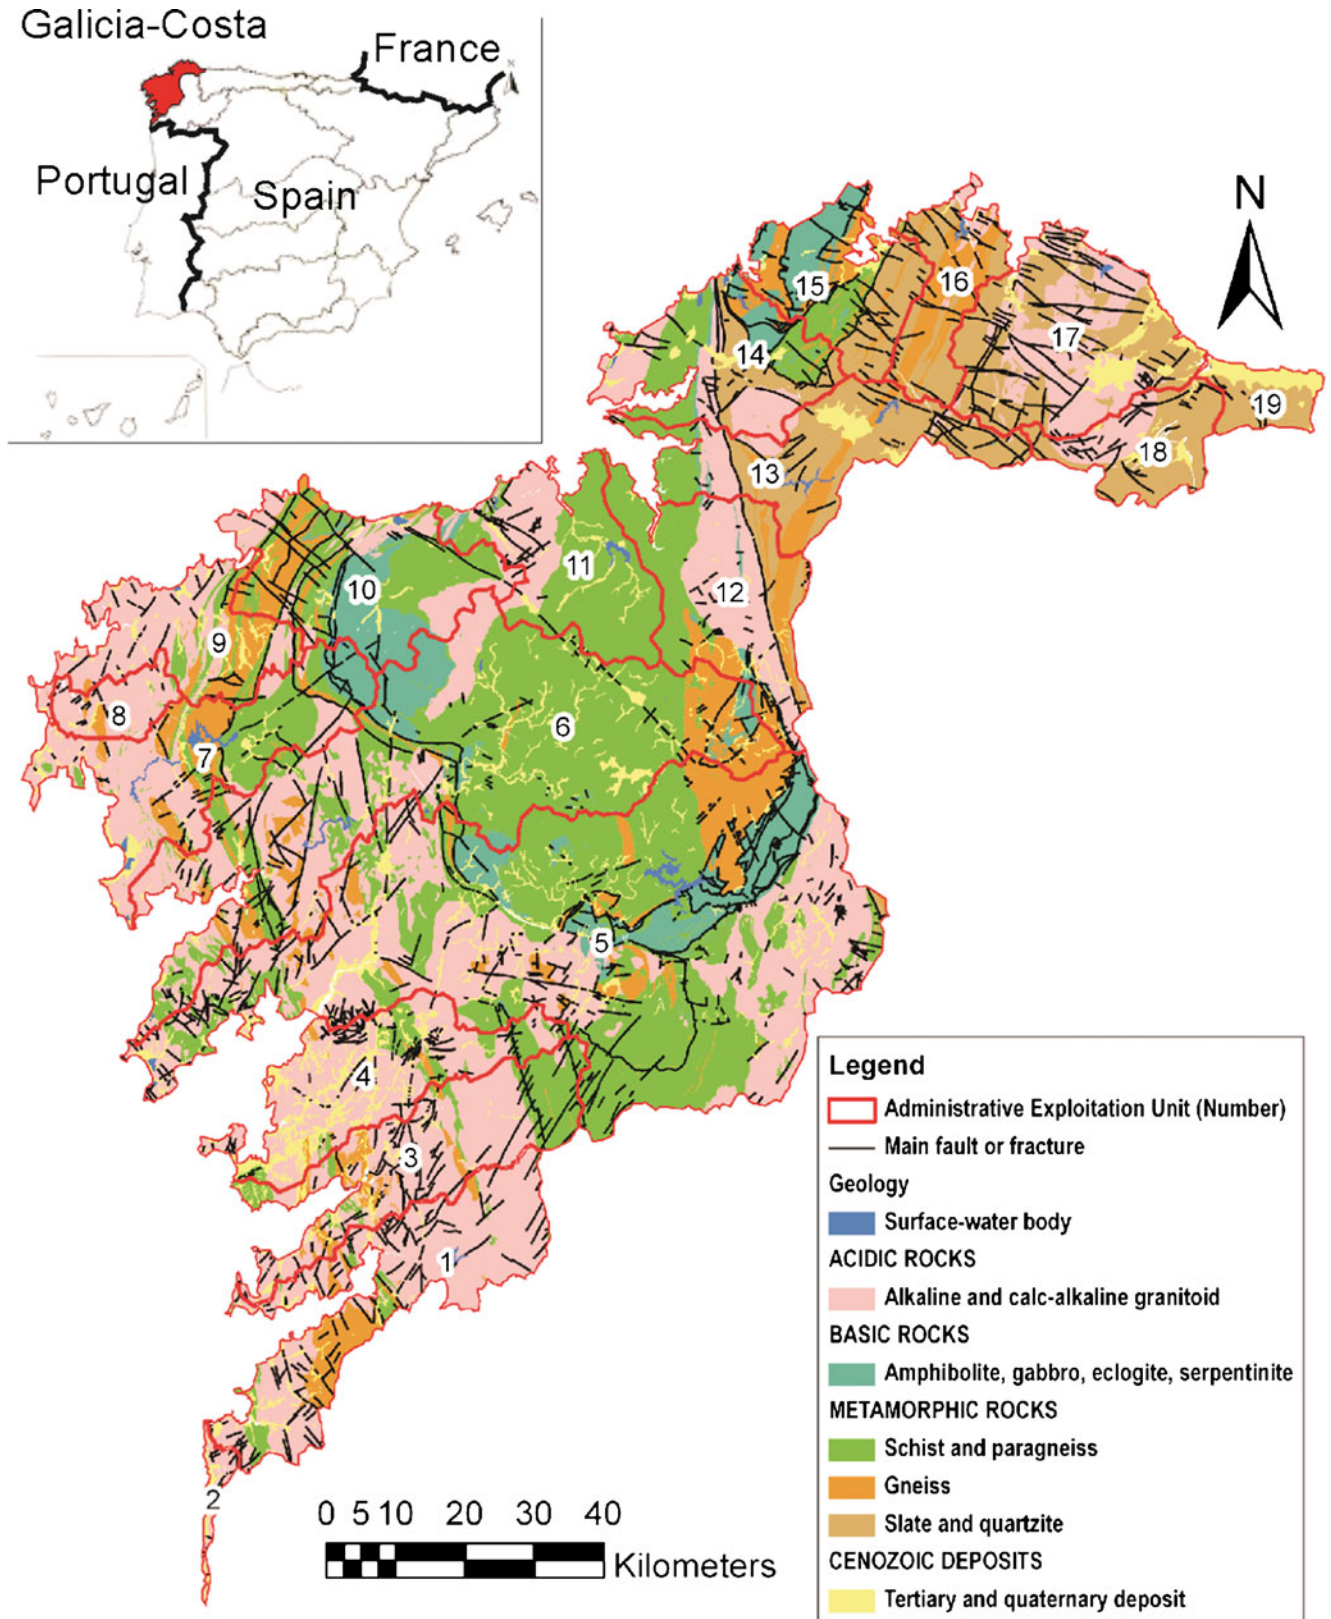 Galicia-Costa
France
N
Portugal
Spain
N
15
16
14
17
19
18
13
11
10
12
9
8
6
7
5
4
3
1
2
0 5 10 20 30 40
Kilometers
Legend
Administrative Exploitation Unit (Number)
Main fault or fracture
Geology
Surface-water body
ACIDIC ROCKS
Alkaline and calc-alkaline granitoid
BASIC ROCKS
Amphibolite, gabbro, eclogite, serpentinite
METAMORPHIC ROCKS
Schist and paragneiss
Gneiss
Slate and quartzite
CENOZOIC DEPOSITS
Tertiary and quaternary deposit